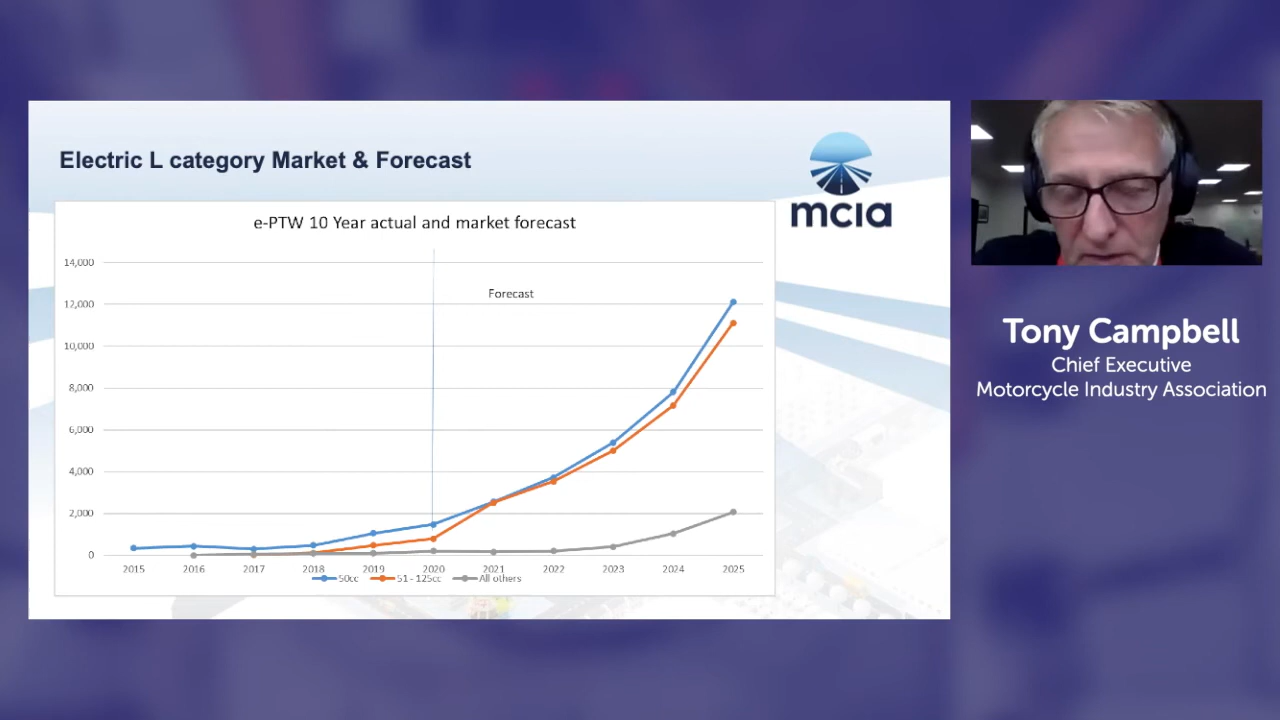 Electric L category Market & Forecast
mcia
e-PTW 10 Year actual and market forecast
14,000
Forecast
12,000
10,000
8,000
6,000
4,000
2,000
0
2015 2016 2017 2018 2019 2020 2021 2022 2023 2024 2025
50cc 51 - 125cc All others
Tony Campbell
Chief Executive
Motorcycle Industry Association